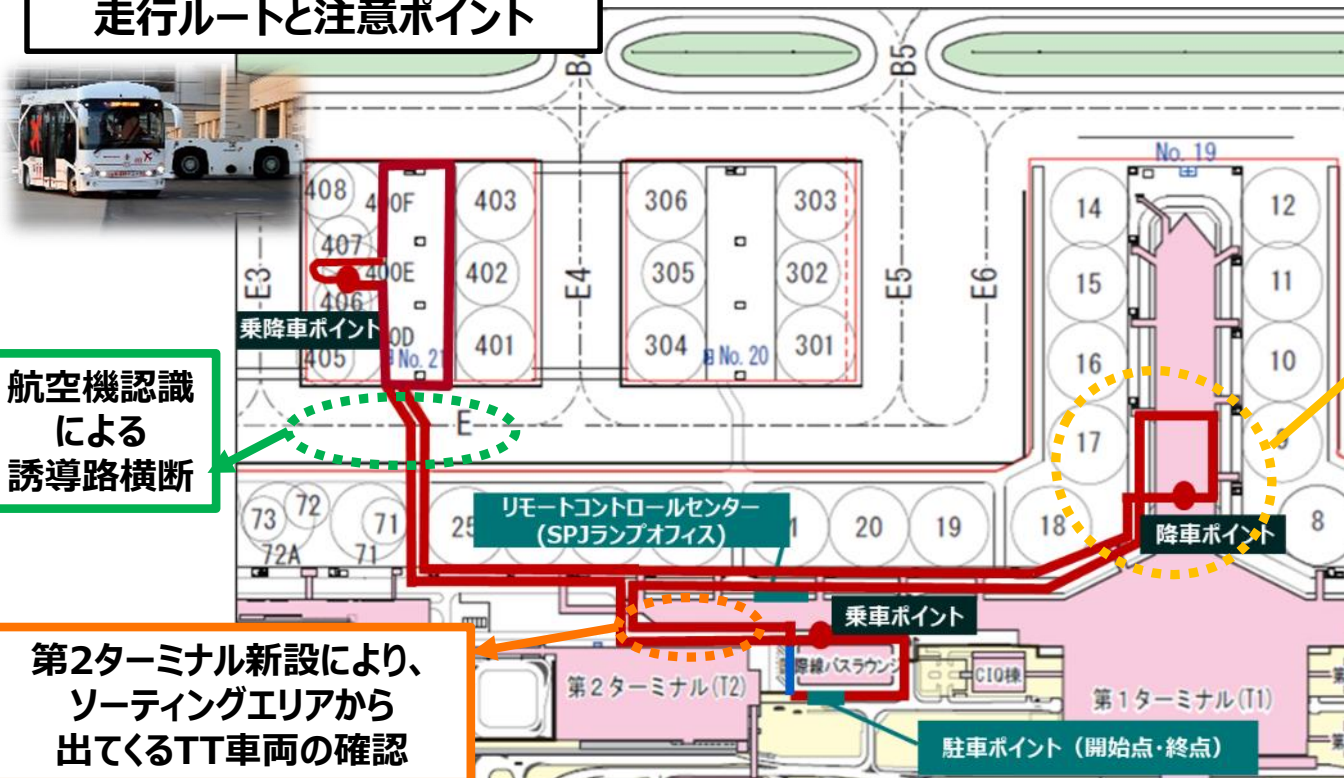 走行ルートと注意ポイント
B4
B5
No. 19
408
400F
403
306
303
14
12
407
400E
402
305
302
15
11
E3
E4
E5
E6
406
乗降車ポイント
405
No. 21
401
304
No. 20
301
16
10
航空機認識
による
誘導路横断
E
17
9
73
72
71
リモートコントロールセンター
(SPJランプオフィス)
20
19
18
降車ポイント
8
72A
71
乗車ポイント
第2ターミナル新設により、
ソーティングエリアから
出てくるTT車両の確認
第2ターミナル(T2)
際線バスラウンジ
CIQ棟
第1ターミナル(T1)
駐車ポイント（開始点・終点）